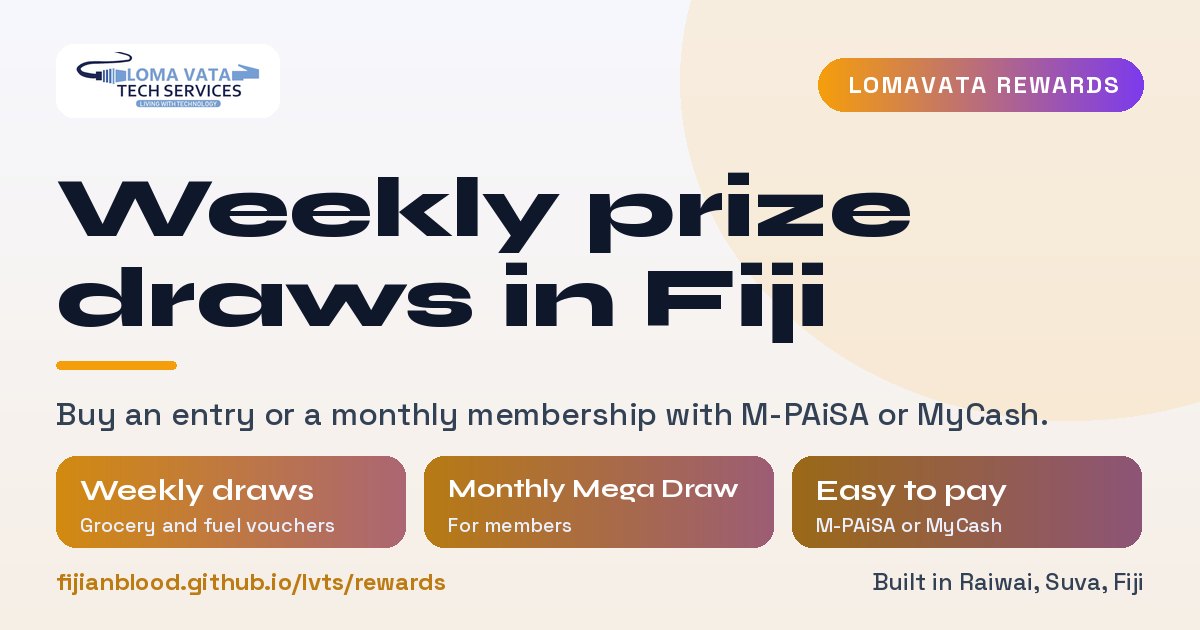 LOMA VATA
TECH SERVICES
LIVING WITH TECHNOLOGY
LOMAVATA REWARDS
Weekly prize
draws in Fiji
Buy an entry or a monthly membership with M-PAiSA or MyCash.
Weekly draws
Grocery and fuel vouchers
Monthly Mega Draw
For members
Easy to pay
M-PAiSA or MyCash
fijianblood.github.io/lvts/rewards
Built in Raiwai, Suva, Fiji